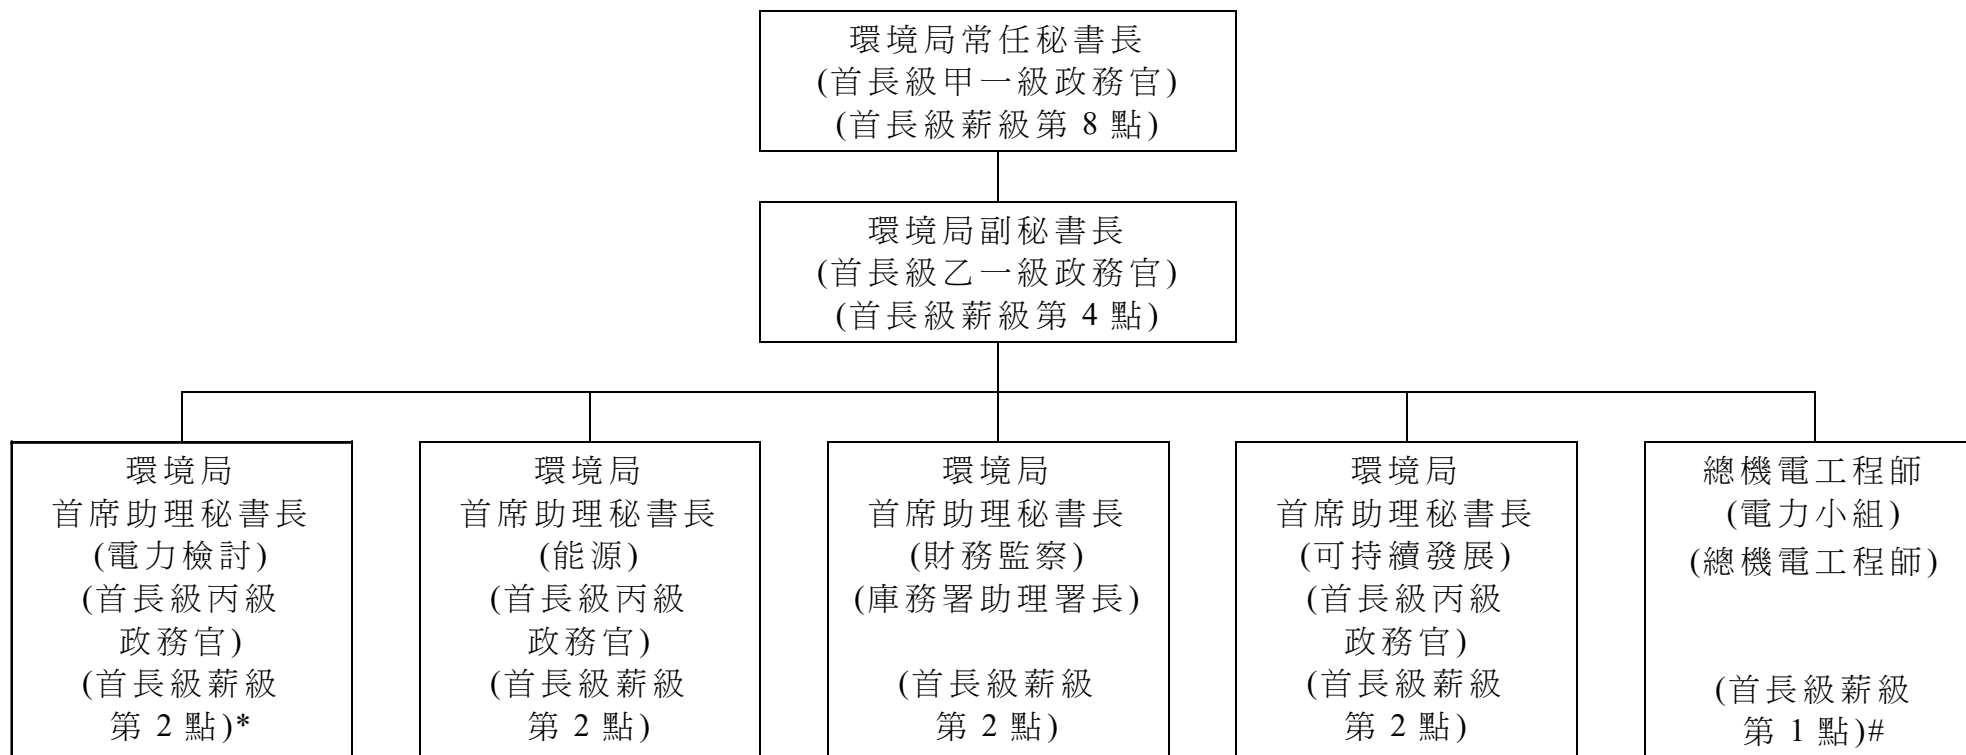 環境局常任秘書長
(首長級甲一級政務官)
(首長級薪級第 8 點)
環境局副秘書長
(首長級乙一級政務官)
(首長級薪級第 4 點)
環境局
首席助理秘書長
(電力檢討)
(首長級丙級
政務官)
(首長級薪級
第 2 點)*
環境局
首席助理秘書長
(能源)
(首長級丙級
政務官)
(首長級薪級
第 2 點)
環境局
首席助理秘書長
(財務監察)
(庫務署助理署長)
(首長級薪級
第 2 點)
環境局
首席助理秘書長
(可持續發展)
(首長級丙級
政務官)
(首長級薪級
第 2 點)
總機電工程師
(電力小組)
(總機電工程師)
(首長級薪級
第 1 點)#